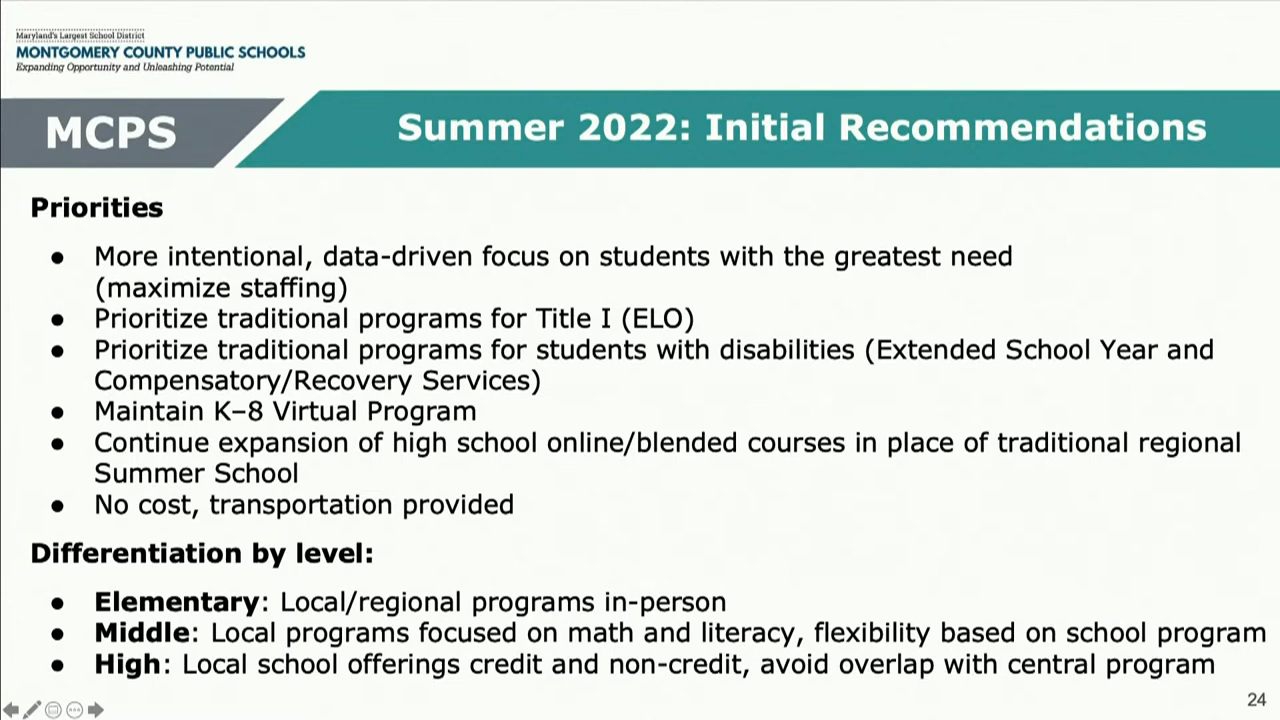 Maryland's Largest School District
MONTGOMERY COUNTY PUBLIC SCHOOLS
Expanding Opportunity and Unleashing Potential
MCPS
Summer 2022: Initial Recommendations
Priorities
● More intentional, data-driven focus on students with the greatest need
(maximize staffing)
● Prioritize traditional programs for Title I (ELO)
● Prioritize traditional programs for students with disabilities (Extended School Year and
Compensatory/Recovery Services)
● Maintain K–8 Virtual Program
● Continue expansion of high school online/blended courses in place of traditional regional
Summer School
● No cost, transportation provided
Differentiation by level:
● Elementary: Local/regional programs in-person
● Middle: Local programs focused on math and literacy, flexibility based on school program
● High: Local school offerings credit and non-credit, avoid overlap with central program
24